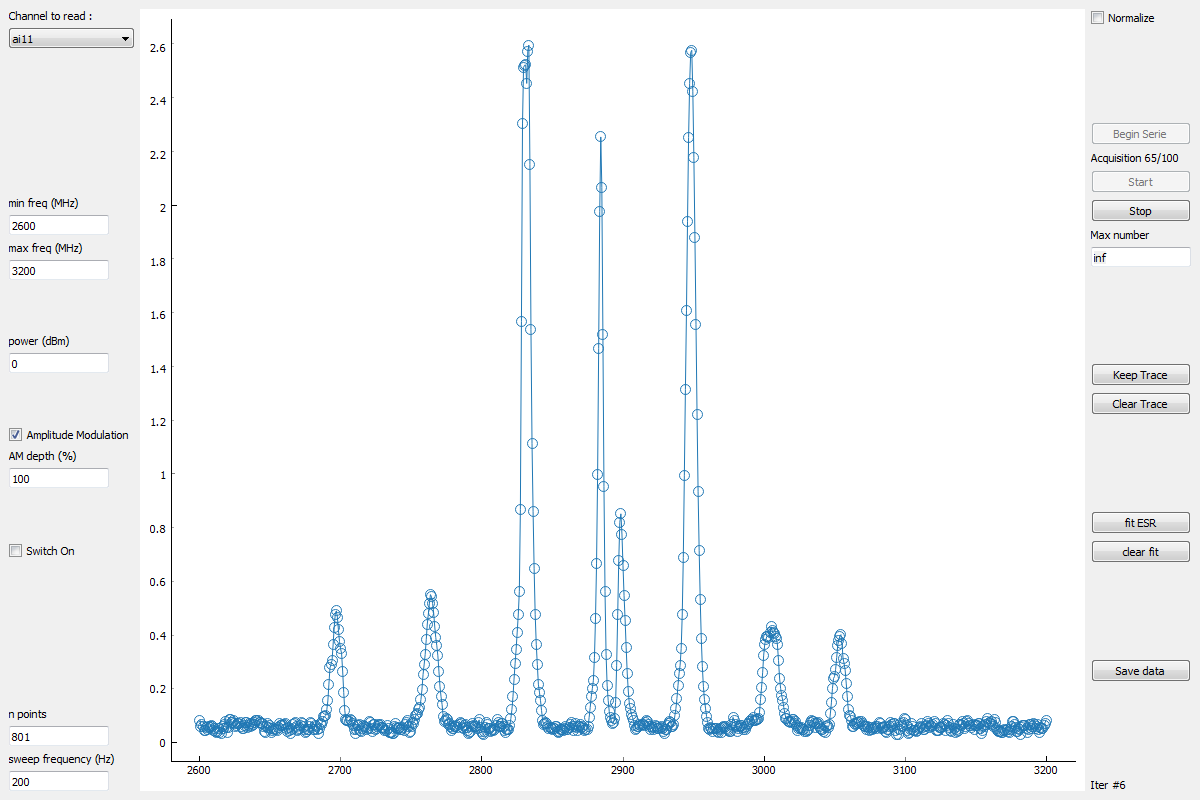 Channel to read :
ai11
min freq (MHz)
2600
max freq (MHz)
3200
power (dBm)
0
Amplitude Modulation
AM depth (%)
100
Switch On
n points
801
sweep frequency (Hz)
200
2.6
2.4
2.2
2
1.8
1.6
1.4
1.2
1
0.8
0.6
0.4
0.2
0
2600 2700 2800 2900 3000 3100 3200
Normalize
Begin Serie
Acquisition 65/100
Start
Stop
Max number
inf
Keep Trace
Clear Trace
fit ESR
clear fit
Save data
Iter #6